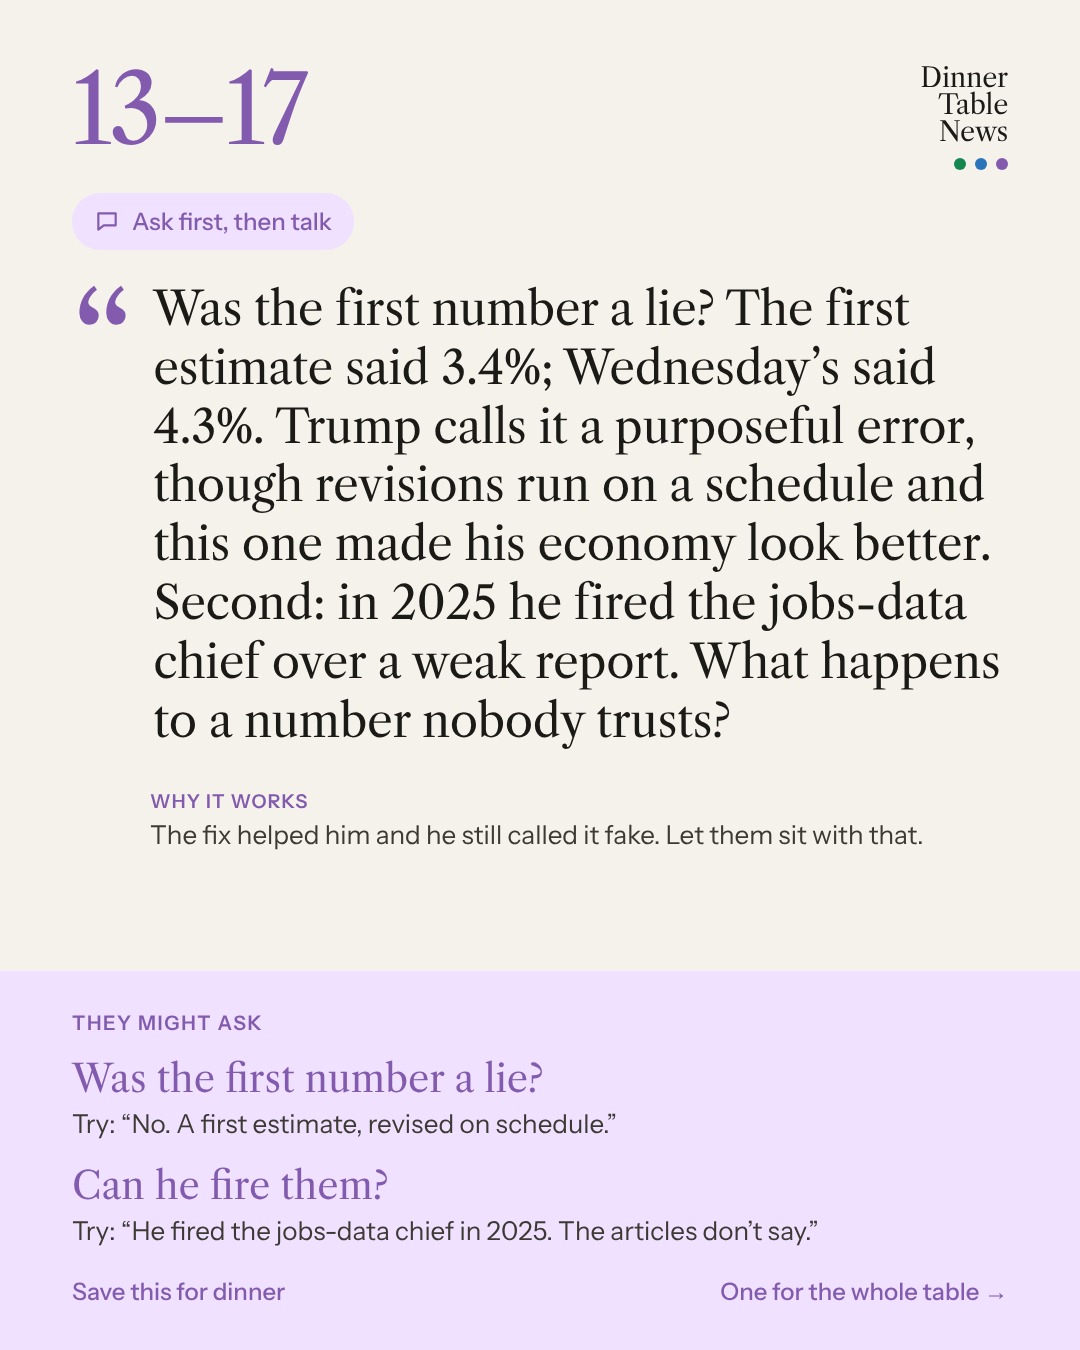 13–17
Dinner
Table
News
Ask first, then talk
“ Was the first number a lie? The first
estimate said 3.4%; Wednesday’s said
4.3%. Trump calls it a purposeful error,
though revisions run on a schedule and
this one made his economy look better.
Second: in 2025 he fired the jobs-data
chief over a weak report. What happens
to a number nobody trusts?
WHY IT WORKS
The fix helped him and he still called it fake. Let them sit with that.
THEY MIGHT ASK
Was the first number a lie?
Try: “No. A first estimate, revised on schedule.”
Can he fire them?
Try: “He fired the jobs-data chief in 2025. The articles don’t say.”
Save this for dinner
One for the whole table →